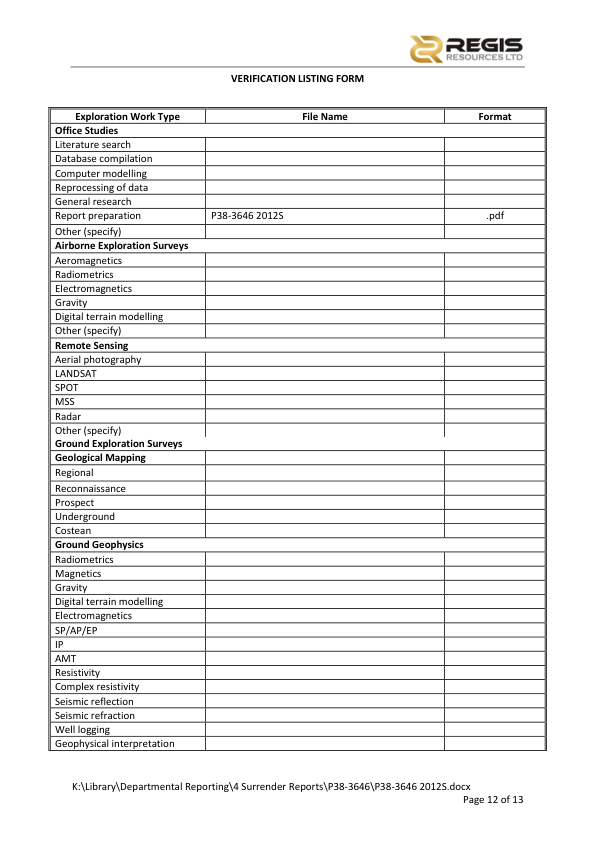 REGIS
RESOURCES LTD
VERIFICATION LISTING FORM
Exploration Work Type File Name Format
Office Studies
Literature search
Database compilation
Computer modelling
Reprocessing of data
General research
Report preparation P38-3646 2012S .pdf
Other (specify)
Airborne Exploration Surveys
Aeromagnetics
Radiometrics
Electromagnetics
Gravity
Digital terrain modelling
Other (specify)
Remote Sensing
Aerial photography
LANDSAT
SPOT
MSS
Radar
Other (specify)
Ground Exploration Surveys
Geological Mapping
Regional
Reconnaissance
Prospect
Underground
Costean
Ground Geophysics
Radiometrics
Magnetics
Gravity
Digital terrain modelling
Electromagnetics
SP/AP/EP
IP
AMT
Resistivity
Complex resistivity
Seismic reflection
Seismic refraction
Well logging
Geophysical interpretation
K:\Library\Departmental Reporting\4 Surrender Reports\P38-3646\P38-3646 2012S.docx
Page 12 of 13